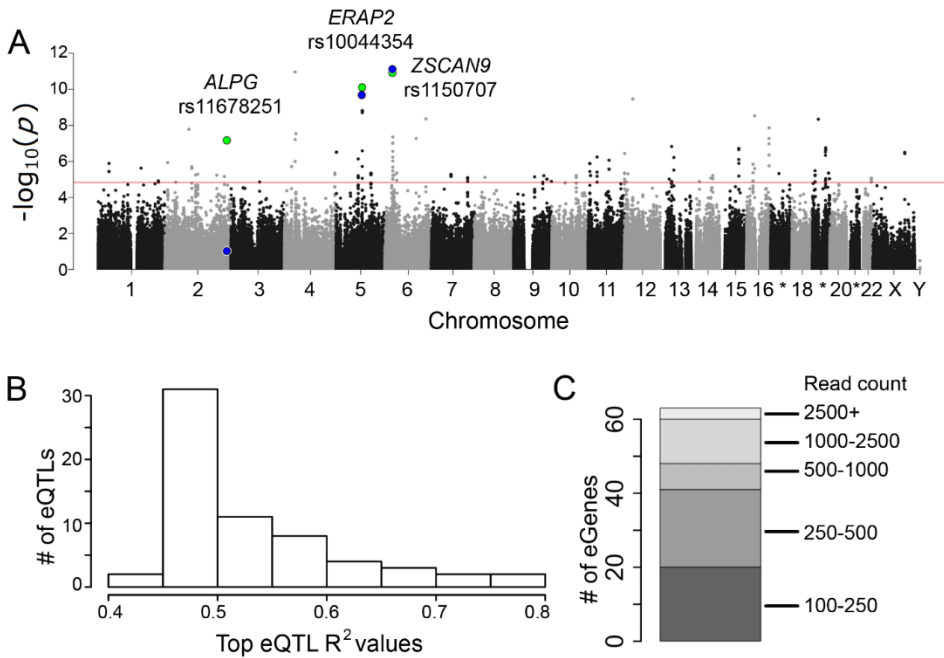 A
ERAP2
rs10044354
ALPG
rs11678251
ZSCAN9
rs1150707
-log10(p)
12
10
8
6
4
2
0
1 2 3 4 5 6 7 8 9 10 11 12 13 14 15 16 * 18 * 20 * 22 X Y
Chromosome
B
# of eQTLs
30
20
10
0
0.4 0.5 0.6 0.7 0.8
Top eQTL R² values
C
Read count
# of eGenes
60
40
20
0
2500+
1000-2500
500-1000
250-500
100-250